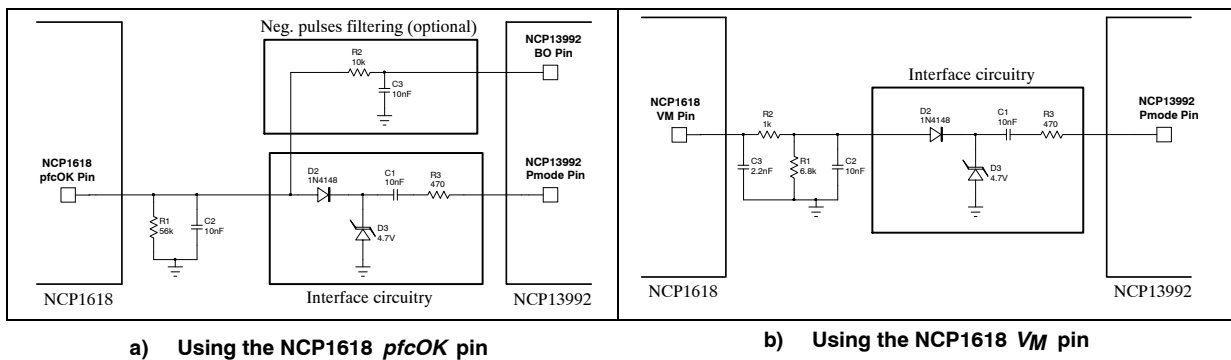 Neg. pulses filtering (optional)
NCP13992
BO Pin
R2
10k
C3
10nF
NCP1618
pfcOK Pin
NCP13992
Pmode Pin
D2
1N4148
C1
10nF
R3
470
R1
56k
C2
10nF
D3
4.7V
Interface circuitry
NCP1618
NCP13992
a) Using the NCP1618 pfcOK pin
Interface circuitry
NCP1618
VM Pin
NCP13992
Pmode Pin
R2
1k
D2
1N4148
C1
10nF
R3
470
C3
2.2nF
R1
6.8k
C2
10nF
D3
4.7V
NCP1618
NCP13992
b) Using the NCP1618 VM pin